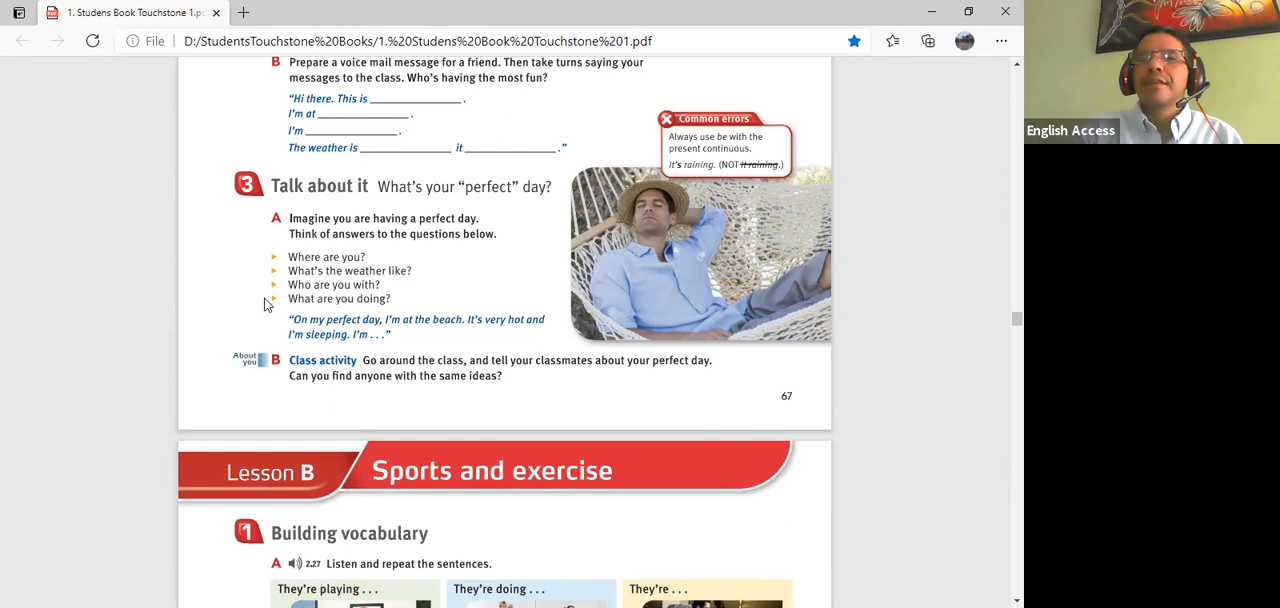 1. Studens Book Touchstone 1.p
File D:/StudentsTouchstone%20Books/1.%20Studens%20Book%20Touchstone%201.pdf
B Prepare a voice mail message for a friend. Then take turns saying your
messages to the class. Who's having the most fun?
"Hi there. This is ________________ .
I'm at ________________ .
I'm ________________ .
The weather is ________________ it ________________ ."
Common errors
Always use be with the
present continuous.
It's raining. (NOT It raining.)
3 Talk about it What's your "perfect" day?
A Imagine you are having a perfect day.
Think of answers to the questions below.
Where are you?
What's the weather like?
Who are you with?
What are you doing?
"On my perfect day, I'm at the beach. It's very hot and
I'm sleeping. I'm . . ."
About
you
B Class activity Go around the class, and tell your classmates about your perfect day.
Can you find anyone with the same ideas?
67
Lesson B Sports and exercise
1 Building vocabulary
A 2.27 Listen and repeat the sentences.
They're playing . . . They're doing . . . They're . . .
English Access